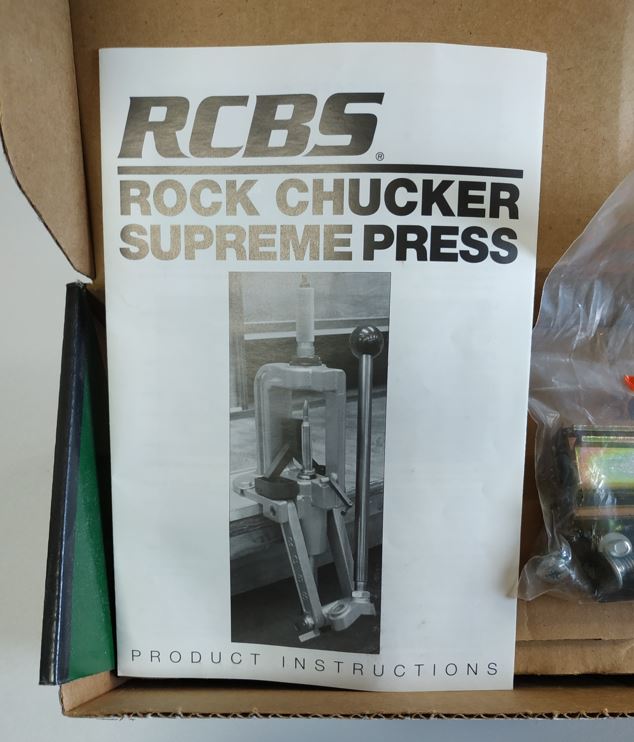 RCBS®
ROCK CHUCKER
SUPREME PRESS
PRODUCT INSTRUCTIONS